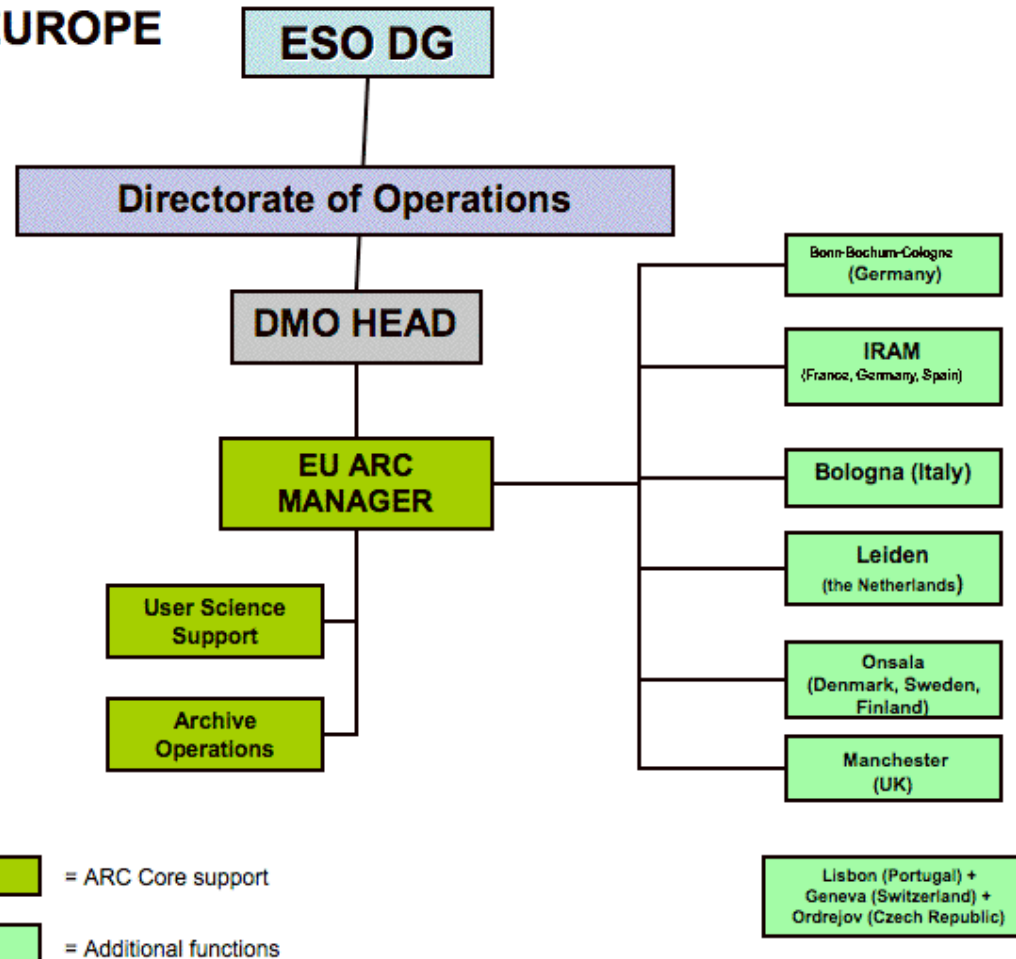 EUROPE
ESO DG
Directorate of Operations
DMO HEAD
EU ARC
MANAGER
User Science
Support
Archive
Operations
Bonn-Bochum-Cologne
(Germany)
IRAM
(France, Germany, Spain)
Bologna (Italy)
Leiden
(the Netherlands)
Onsala
(Denmark, Sweden,
Finland)
Manchester
(UK)
= ARC Core support
= Additional functions
Lisbon (Portugal) +
Geneva (Switzerland) +
Ordrejov (Czech Republic)